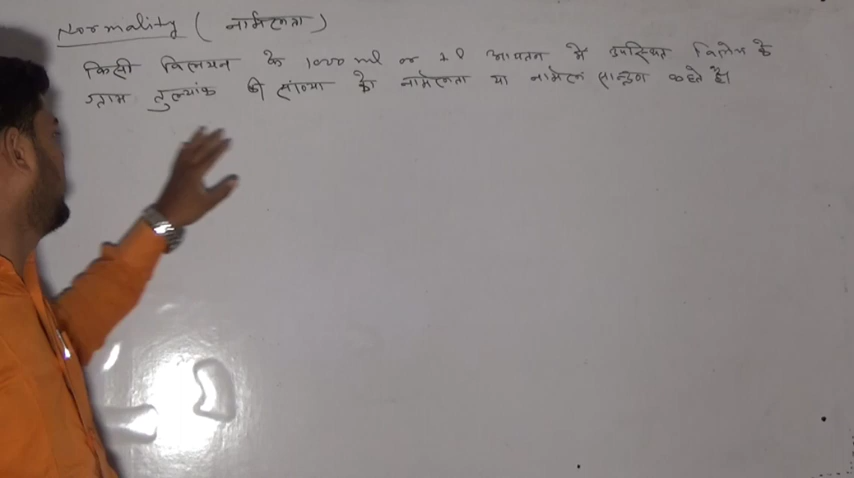 Normality ( नार्मलता )
किसी विलयन के 1000 ml or 1 l आयतन में उपस्थित विलेय के
ग्राम तुल्यांक की संख्या को नार्मलता या नार्मल सान्द्रण कहते है।